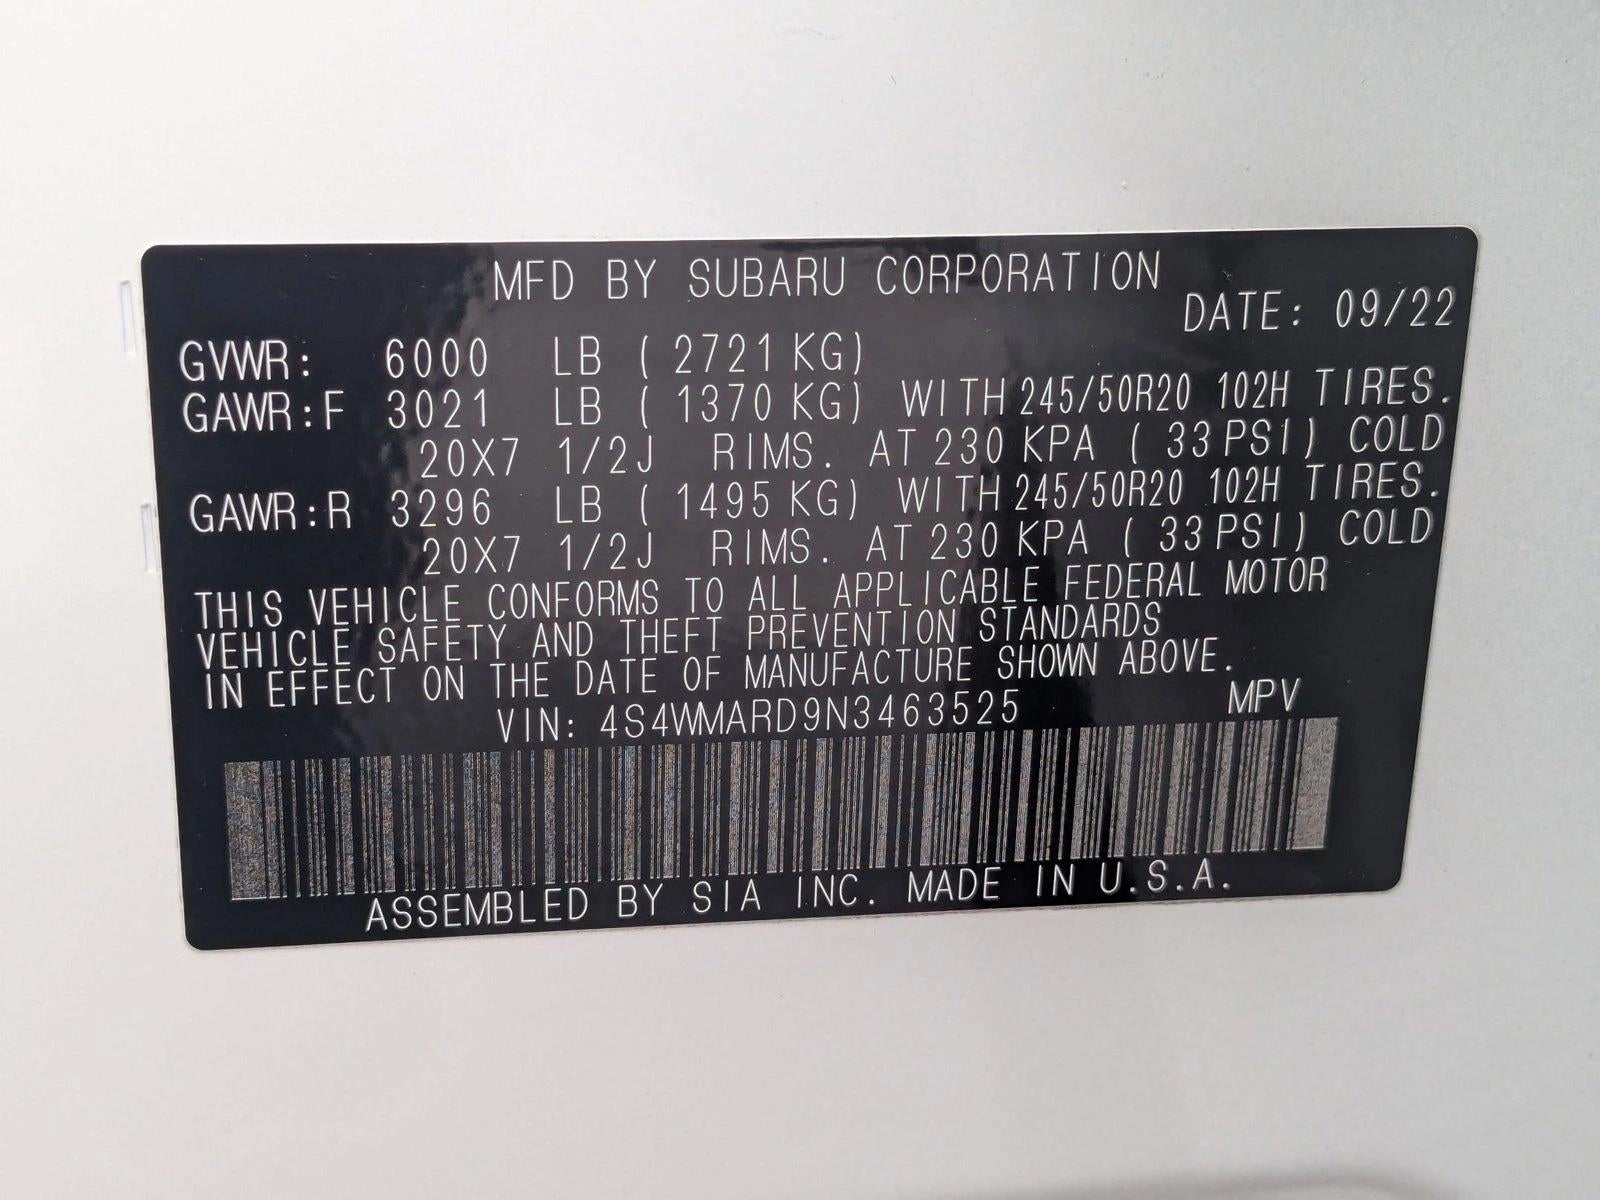 MFD BY SUBARU CORPORATION
DATE: 09/22
GVWR: 6000 LB ( 2721 KG)
GAWR:F 3021 LB ( 1370 KG) WITH 245/50R20 102H TIRES.
20X7 1/2J RIMS. AT 230 KPA ( 33 PSI) COLD
GAWR:R 3296 LB ( 1495 KG) WITH 245/50R20 102H TIRES.
20X7 1/2J RIMS. AT 230 KPA ( 33 PSI) COLD
THIS VEHICLE CONFORMS TO ALL APPLICABLE FEDERAL MOTOR
VEHICLE SAFETY AND THEFT PREVENTION STANDARDS
IN EFFECT ON THE DATE OF MANUFACTURE SHOWN ABOVE.
VIN: 4S4WMARD9N3463525 MPV
ASSEMBLED BY SIA INC. MADE IN U.S.A.